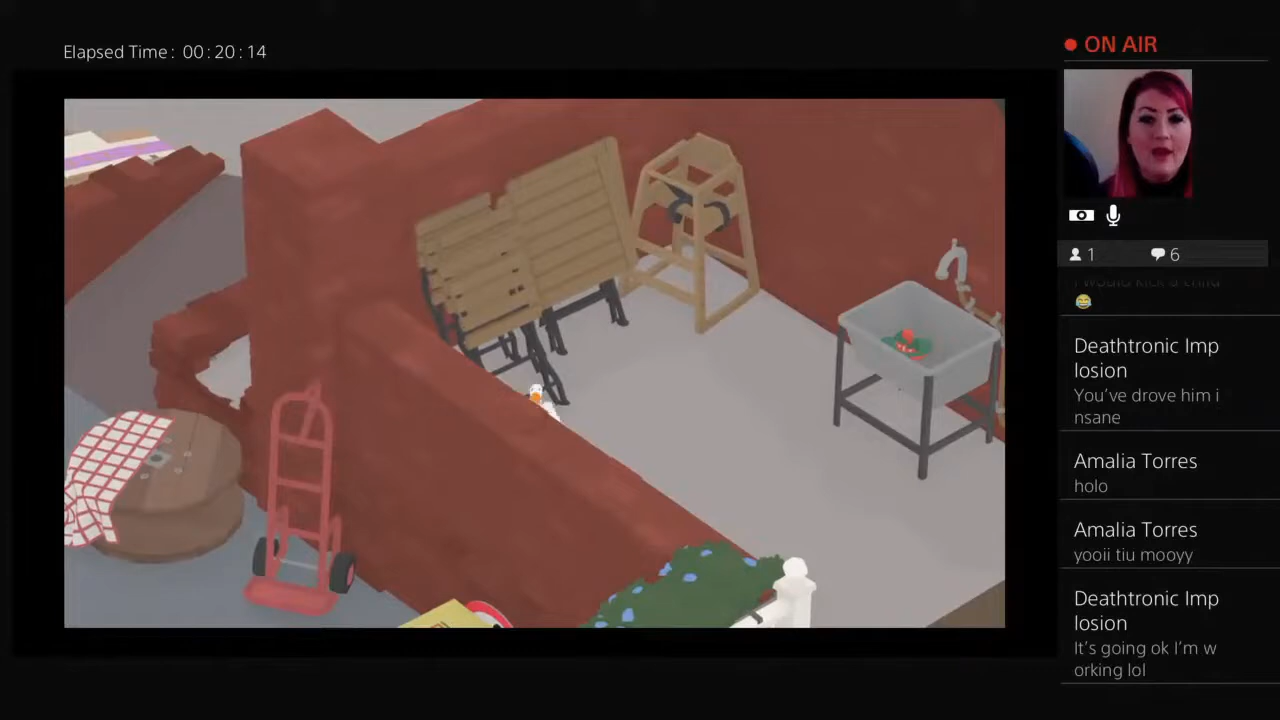 Elapsed Time: 00:20:14
ON AIR
1
6
Deathtronic Imp
losion
You've drove him i
nsane
Amalia Torres
holo
Amalia Torres
yooii tiu mooyy
Deathtronic Imp
losion
It's going ok I'm w
orking lol